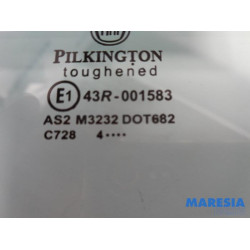 PILKINGTON
toughened
E1 43R-001583
AS2 M3232 DOT682
C728 4····
MARESIA